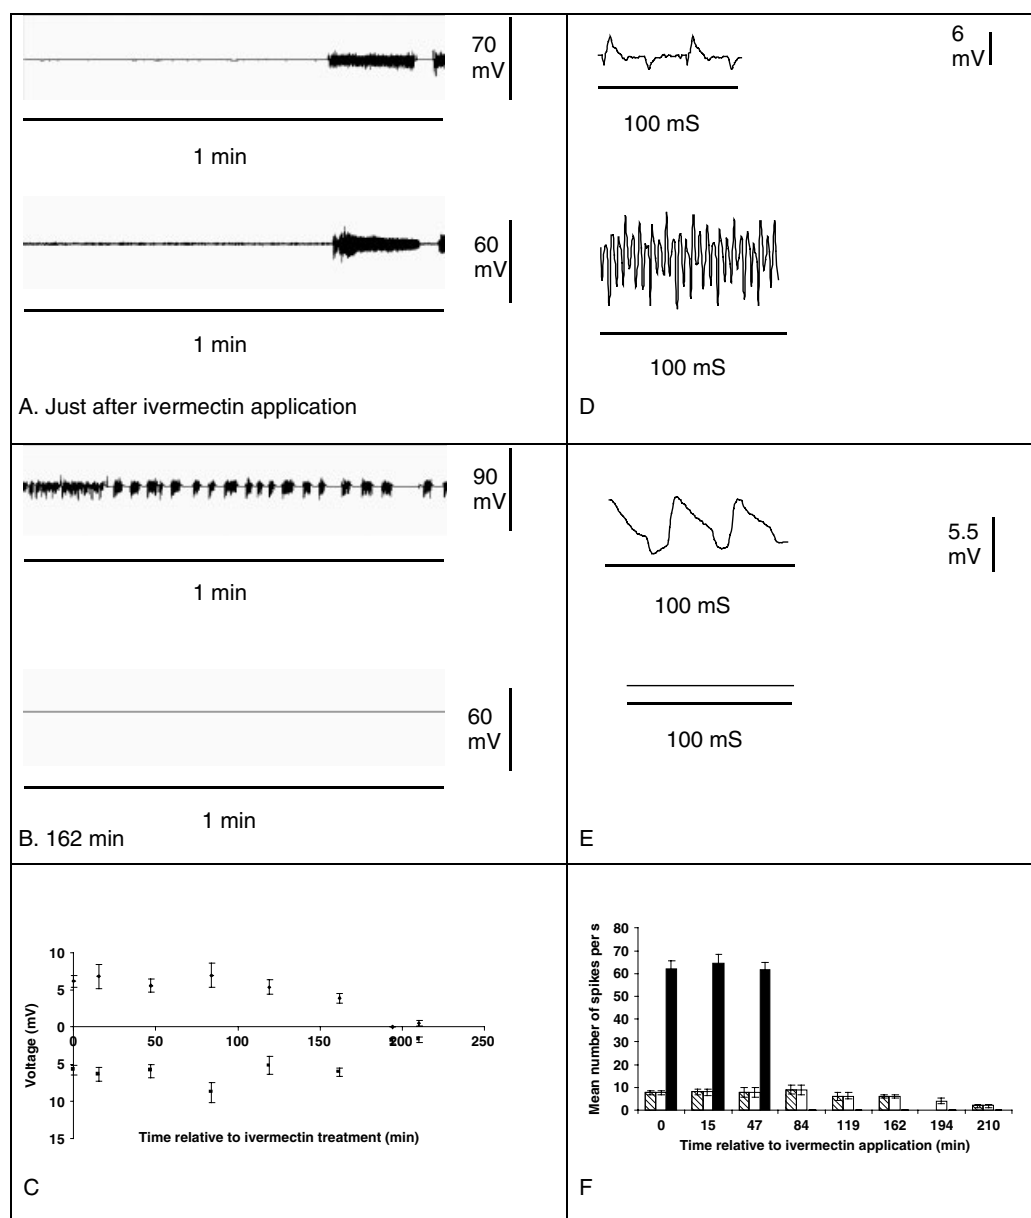 70
mV
1 min
60
mV
1 min
A. Just after ivermectin application
6
mV
100 mS
100 mS
D
90
mV
1 min
60
mV
1 min
B. 162 min
5.5
mV
100 mS
100 mS
E
10
5
0
5
10
15
0 50 100 150 200 250
Voltage (mV)
Time relative to ivermectin treatment (min)
C
80
70
60
50
40
30
20
10
0
Mean number of spikes per s
0 15 47 84 119 162 194 210
Time relative to ivermectin application (min)
F